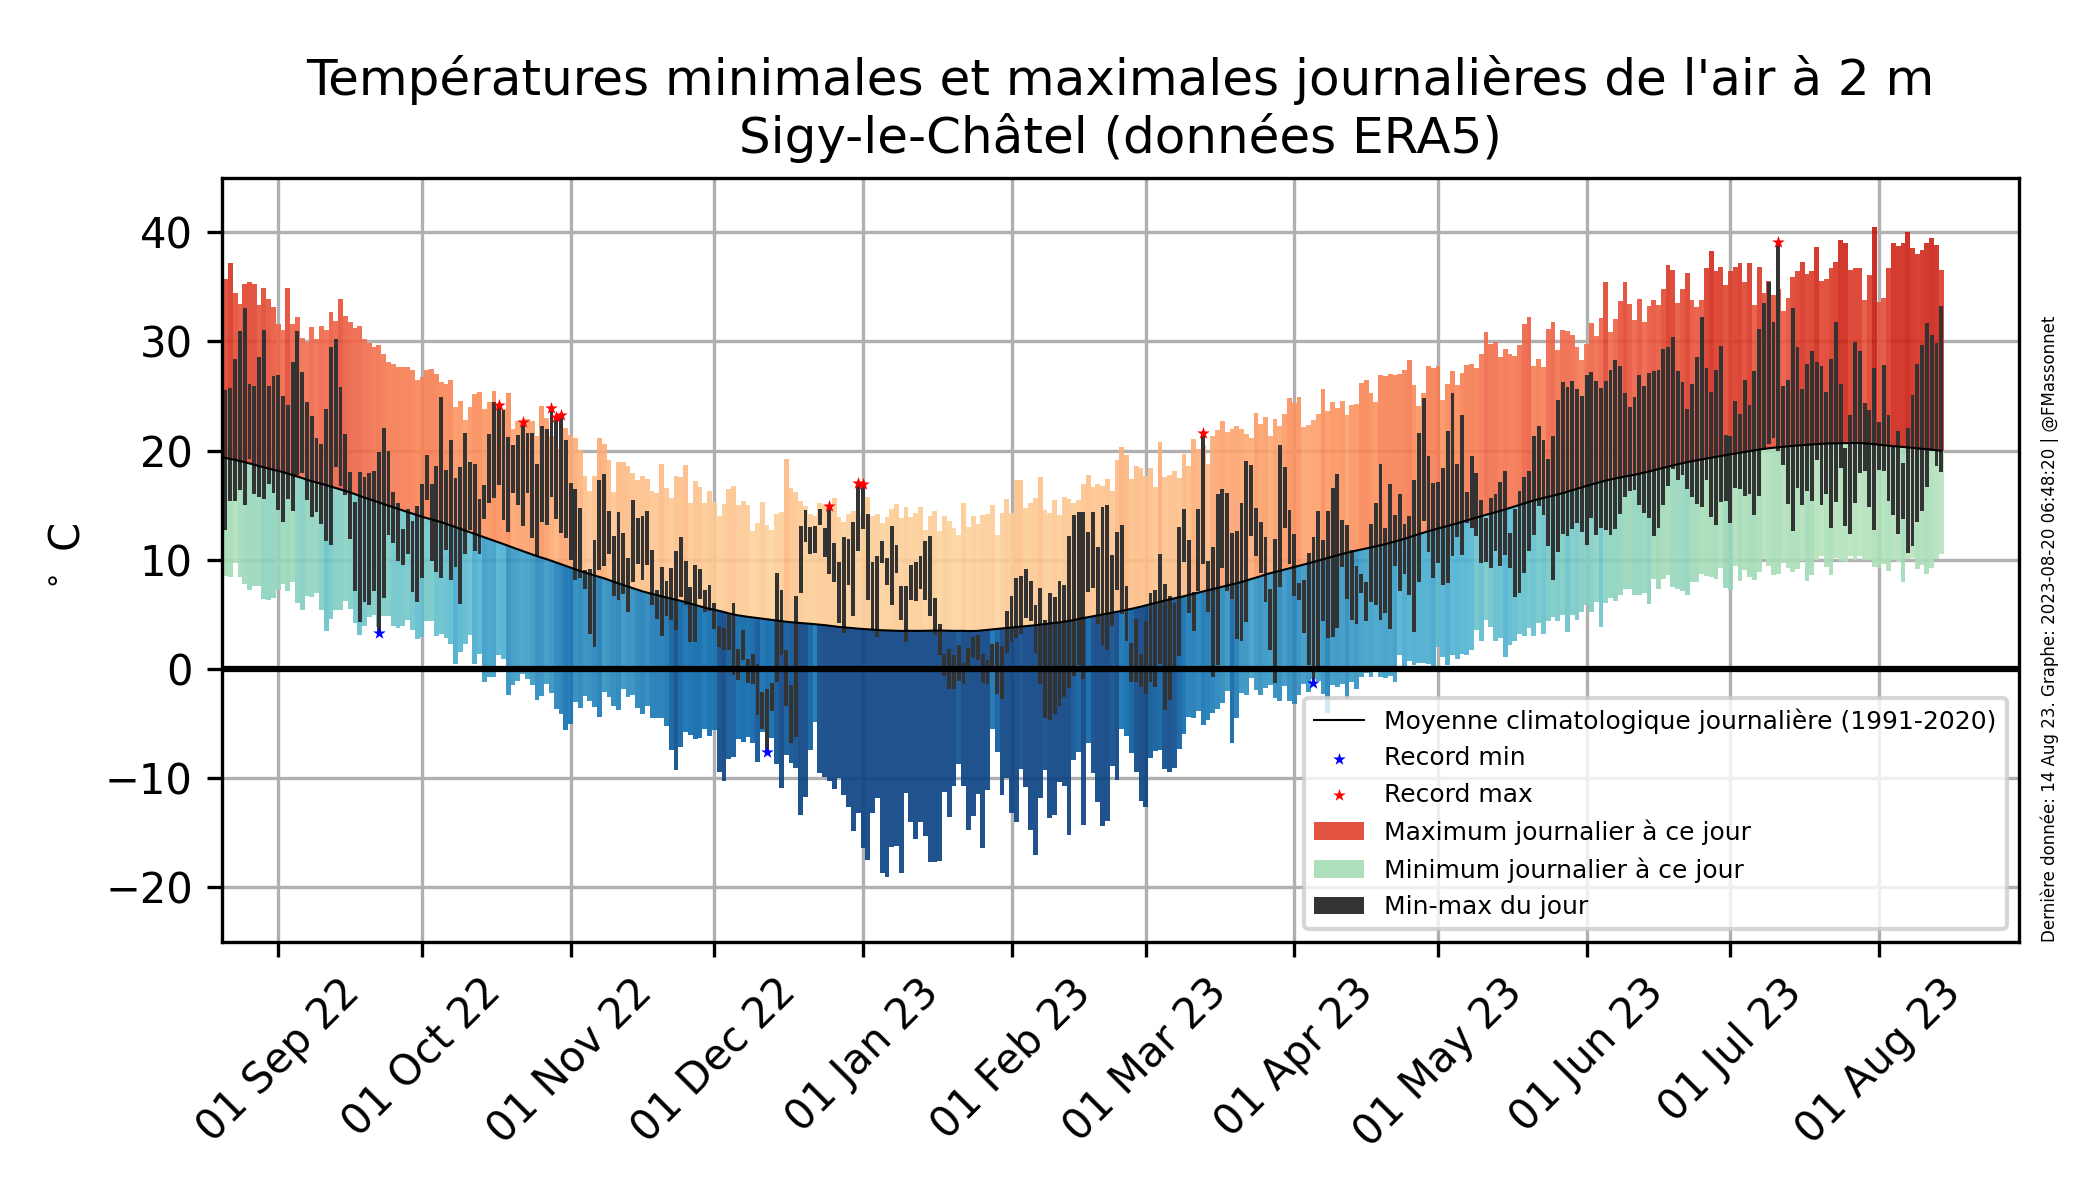 Températures minimales et maximales journalières de l'air à 2 m
Sigy-le-Châtel (données ERA5)
° C
40
30
20
10
0
−10
−20
01 Sep 22
01 Oct 22
01 Nov 22
01 Dec 22
01 Jan 23
01 Feb 23
01 Mar 23
01 Apr 23
01 May 23
01 Jun 23
01 Jul 23
01 Aug 23
Moyenne climatologique journalière (1991-2020)
Record min
Record max
Maximum journalier à ce jour
Minimum journalier à ce jour
Min-max du jour
Dernière donnée: 14 Aug 23. Graphe: 2023-08-20 06:48:20 | @FMassonnet